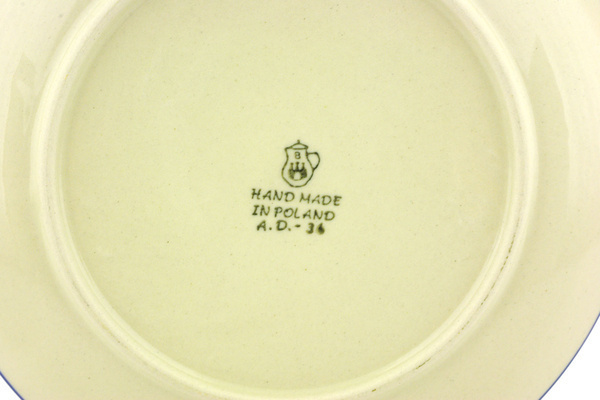 B
HAND MADE
IN POLAND
A.D.- 36